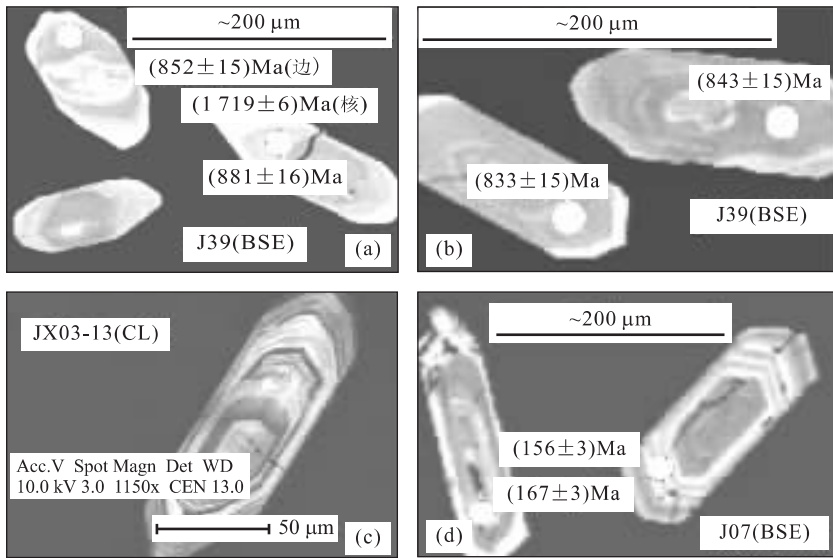 ~200 μm
(852±15)Ma(边)
(1 719±6)Ma(核)
(881±16)Ma
J39(BSE)
(a)
~200 μm
(843±15)Ma
(833±15)Ma
J39(BSE)
(b)
JX03-13(CL)
Acc.V Spot Magn Det WD
10.0 kV 3.0 1150x CEN 13.0
50 μm
(c)
~200 μm
(156±3)Ma
(167±3)Ma
(d)
J07(BSE)